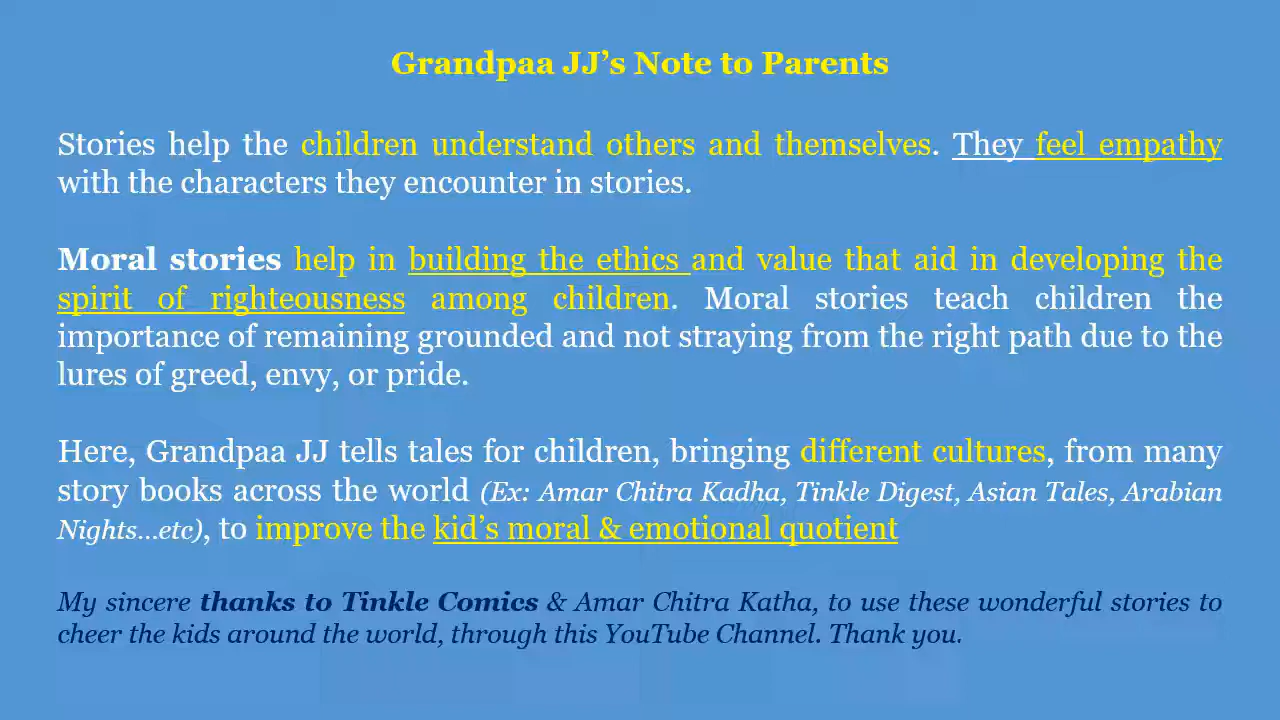 Grandpaa JJ’s Note to Parents
Stories help the children understand others and themselves. They feel empathy
with the characters they encounter in stories.
Moral stories help in building the ethics and value that aid in developing the
spirit of righteousness among children. Moral stories teach children the
importance of remaining grounded and not straying from the right path due to the
lures of greed, envy, or pride.
Here, Grandpaa JJ tells tales for children, bringing different cultures, from many
story books across the world (Ex: Amar Chitra Kadha, Tinkle Digest, Asian Tales, Arabian
Nights...etc), to improve the kid’s moral & emotional quotient
My sincere thanks to Tinkle Comics & Amar Chitra Katha, to use these wonderful stories to
cheer the kids around the world, through this YouTube Channel. Thank you.